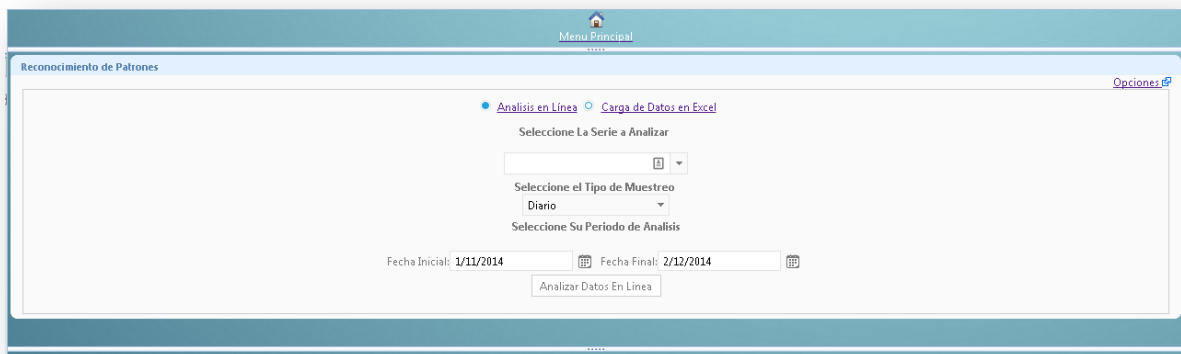 Menu Principal
Reconocimiento de Patrones
Opciones
Analisis en Línea Carga de Datos en Excel
Seleccione La Serie a Analizar
Seleccione el Tipo de Muestreo
Diario
Seleccione Su Periodo de Analisis
Fecha Inicial: 1/11/2014 Fecha Final: 2/12/2014
Analizar Datos En Linea